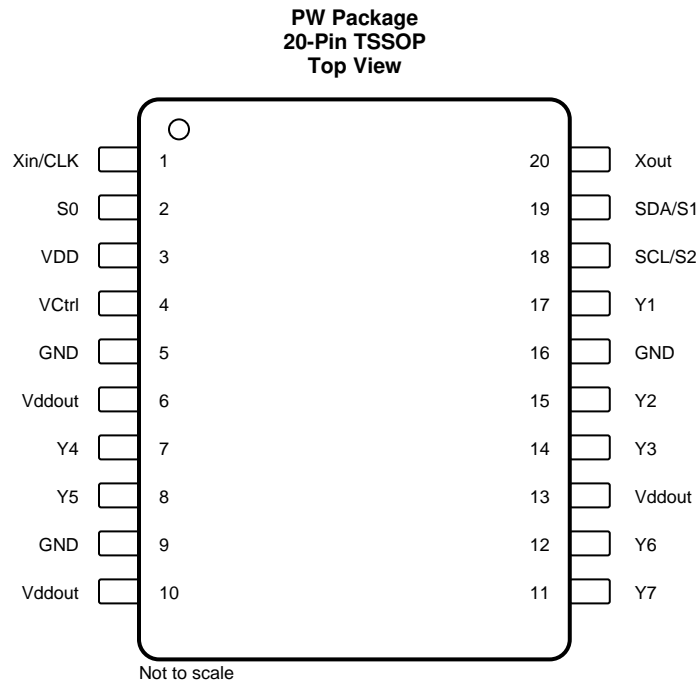 PW Package
20-Pin TSSOP
Top View
Xin/CLK 1 20 Xout
S0 2 19 SDA/S1
VDD 3 18 SCL/S2
VCtrl 4 17 Y1
GND 5 16 GND
Vddout 6 15 Y2
Y4 7 14 Y3
Y5 8 13 Vddout
GND 9 12 Y6
Vddout 10 11 Y7
Not to scale